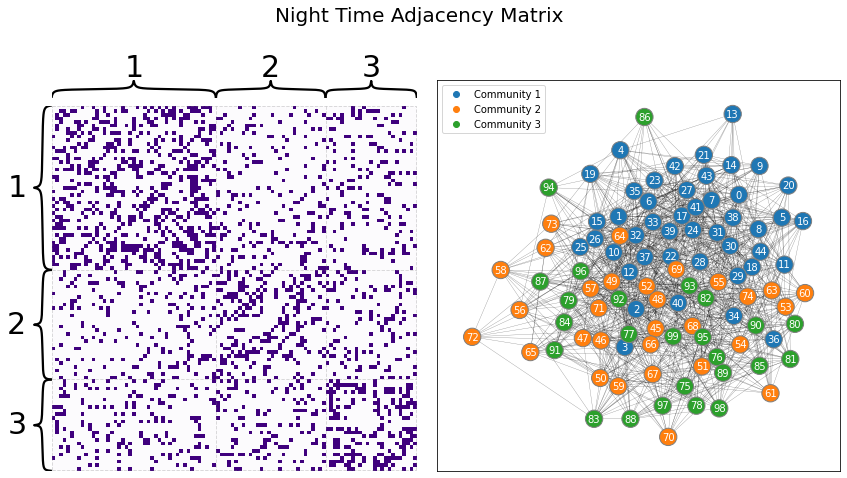 Night Time Adjacency Matrix
1 2 3
1
2
3
Community 1
Community 2
Community 3
86 13
4 21
42 14 9
19 23 43 20
94 35 27 0
6 7
73 15 1 41 17 38 5 16
33
64 32 39 24 31 8
62 25 26 30
10 37 22 44
58 96 12 69 28 18 11
87 49 52 55 29
57 93 63 60
79 92 48 82 74
56 71 2 40 53
84 34 90 80
45 68
72 47 46 77 99 95 36
65 91 3 66 54
76 81
51 85
50 67 89
59 75
61
97 78 98
83 88
70